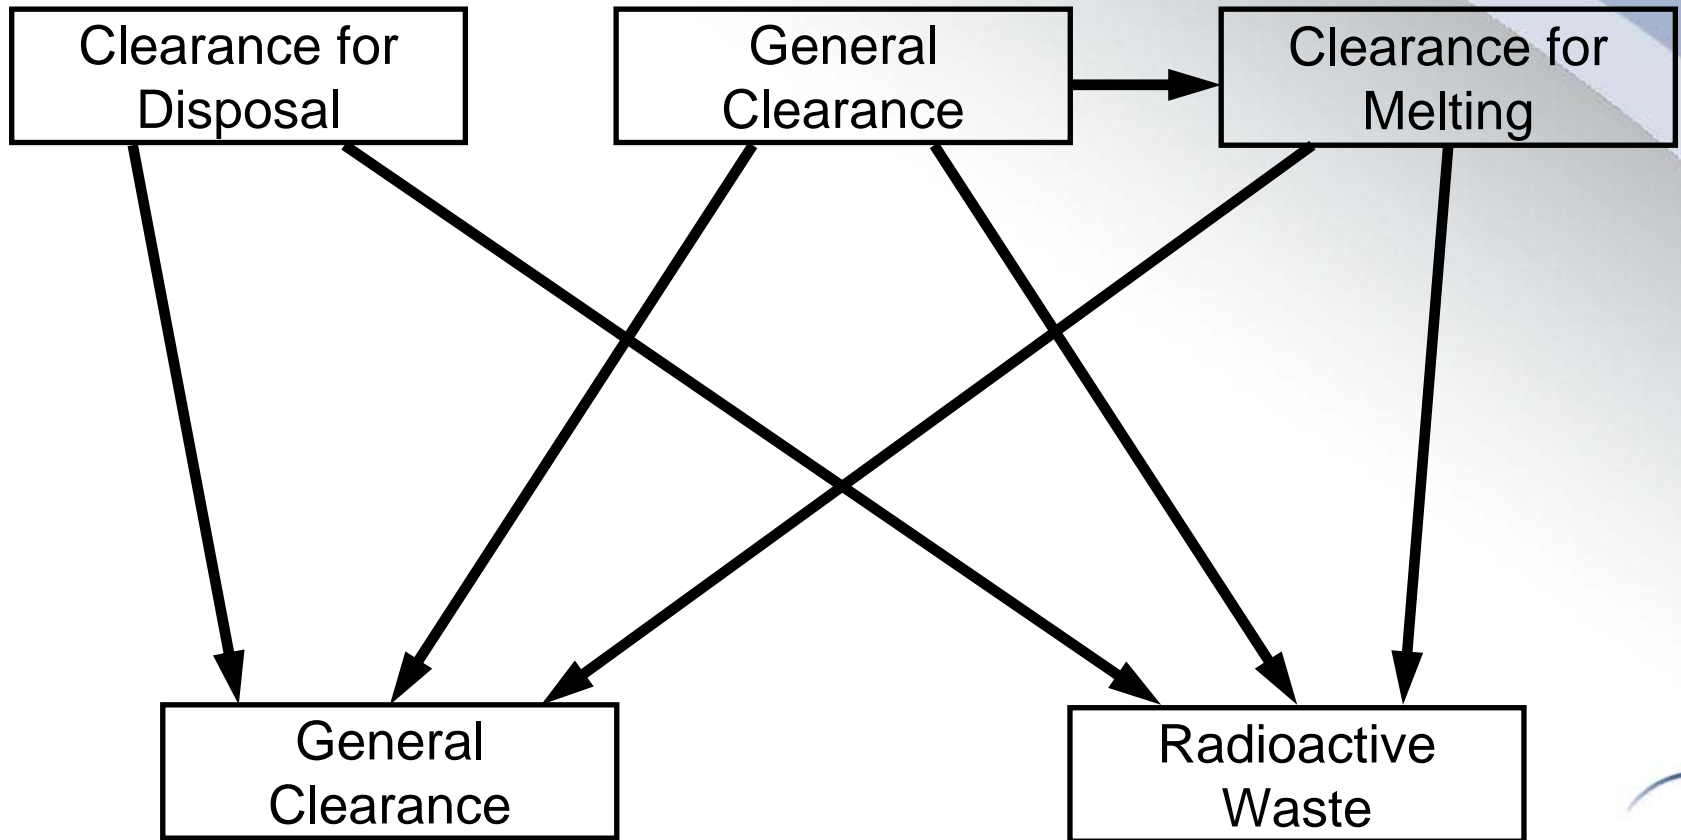 Clearance for
Disposal
General
Clearance
Clearance for
Melting
General
Clearance
Radioactive
Waste